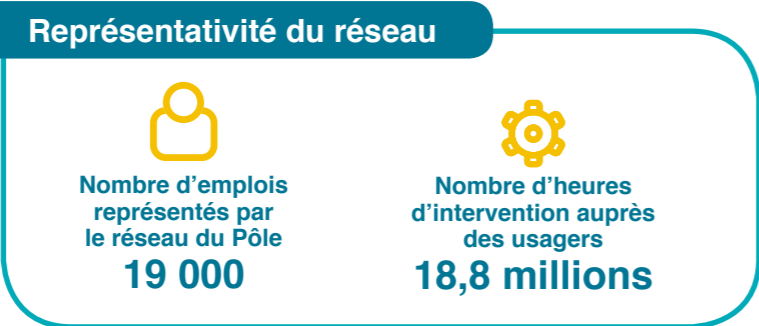 Représentativité du réseau
Nombre d’emplois
représentés par
le réseau du Pôle
19 000
Nombre d’heures
d’intervention auprès
des usagers
18,8 millions